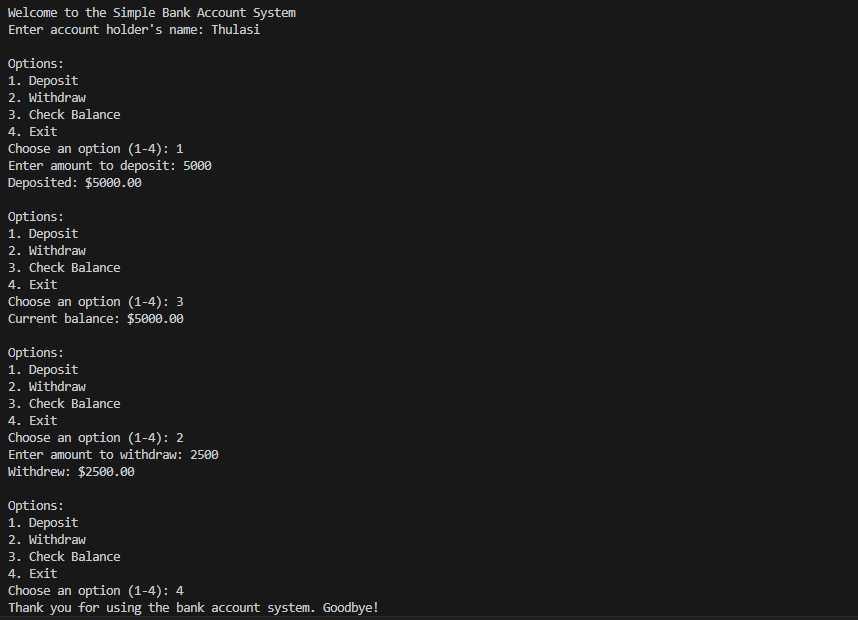 Welcome to the Simple Bank Account System
Enter account holder's name: Thulasi

Options:
1. Deposit
2. Withdraw
3. Check Balance
4. Exit
Choose an option (1-4): 1
Enter amount to deposit: 5000
Deposited: $5000.00

Options:
1. Deposit
2. Withdraw
3. Check Balance
4. Exit
Choose an option (1-4): 3
Current balance: $5000.00

Options:
1. Deposit
2. Withdraw
3. Check Balance
4. Exit
Choose an option (1-4): 2
Enter amount to withdraw: 2500
Withdrew: $2500.00

Options:
1. Deposit
2. Withdraw
3. Check Balance
4. Exit
Choose an option (1-4): 4
Thank you for using the bank account system. Goodbye!